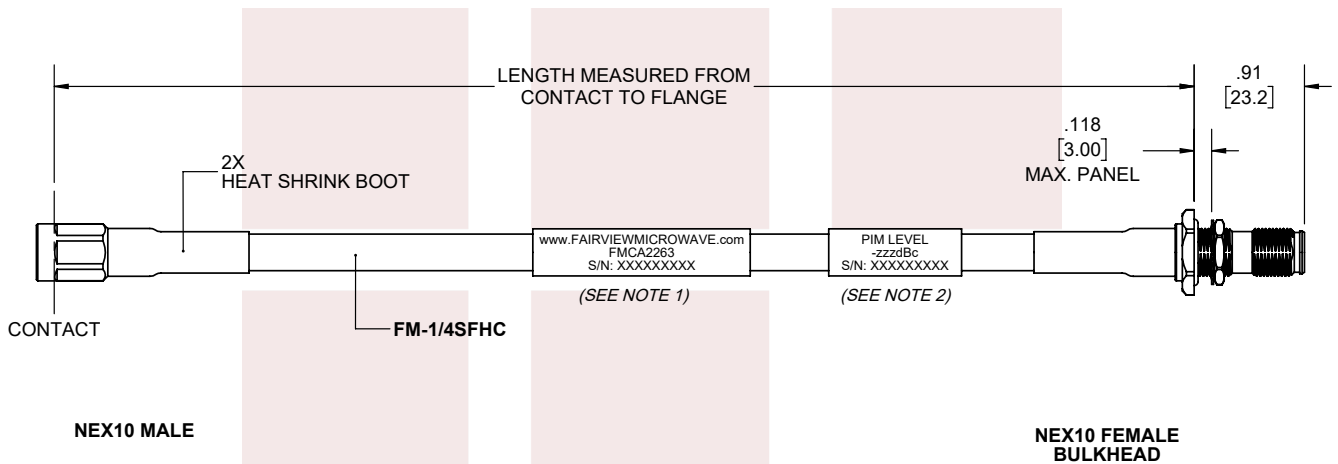 LENGTH MEASURED FROM
CONTACT TO FLANGE
.91
[23.2]
.118
[3.00]
MAX. PANEL
2X
HEAT SHRINK BOOT
www.FAIRVIEWMICROWAVE.com
FMCA2263
S/N: XXXXXXXXX
PIM LEVEL
-zzzdBc
S/N: XXXXXXXXX
(SEE NOTE 1)
(SEE NOTE 2)
CONTACT
FM-1/4SFHC
NEX10 MALE
NEX10 FEMALE
BULKHEAD